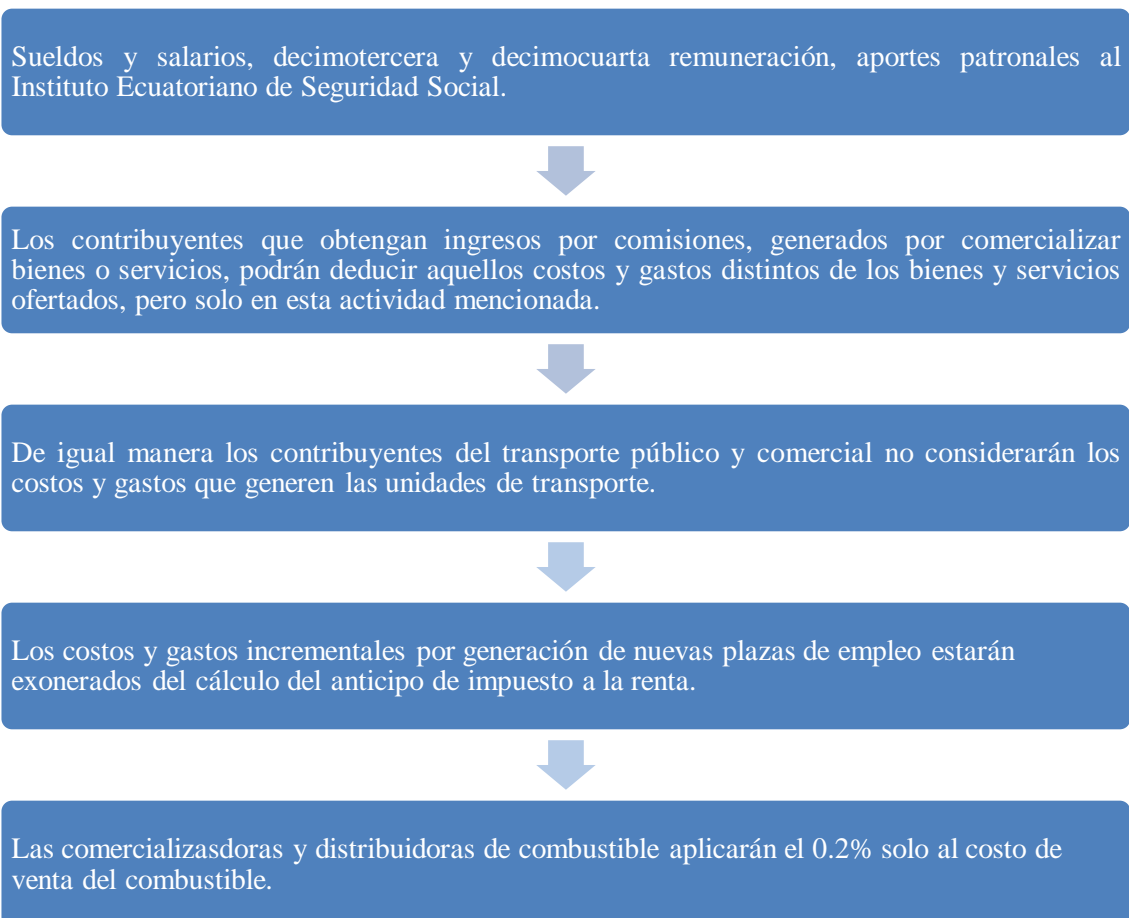 Sueldos y salarios, decimotercera y decimocuarta remuneración, aportes patronales al
Instituto Ecuatoriano de Seguridad Social.
Los contribuyentes que obtengan ingresos por comisiones, generados por comercializar
bienes o servicios, podrán deducir aquellos costos y gastos distintos de los bienes y servicios
ofertados, pero solo en esta actividad mencionada.
De igual manera los contribuyentes del transporte público y comercial no considerarán los
costos y gastos que generen las unidades de transporte.
Los costos y gastos incrementales por generación de nuevas plazas de empleo estarán
exonerados del cálculo del anticipo de impuesto a la renta.
Las comercializasdoras y distribuidoras de combustible aplicarán el 0.2% solo al costo de
venta del combustible.